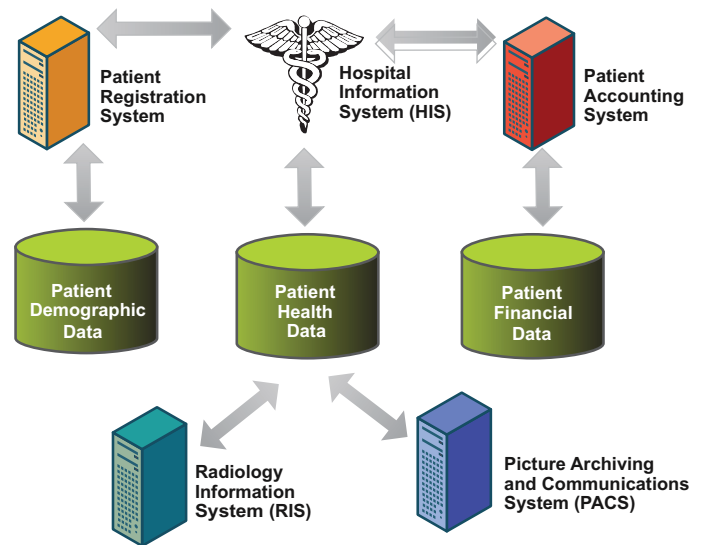 Patient
Registration
System
Hospital
Information
System (HIS)
Patient
Accounting
System
Patient
Demographic
Data
Patient
Health
Data
Patient
Financial
Data
Radiology
Information
System (RIS)
Picture Archiving
and Communications
System (PACS)